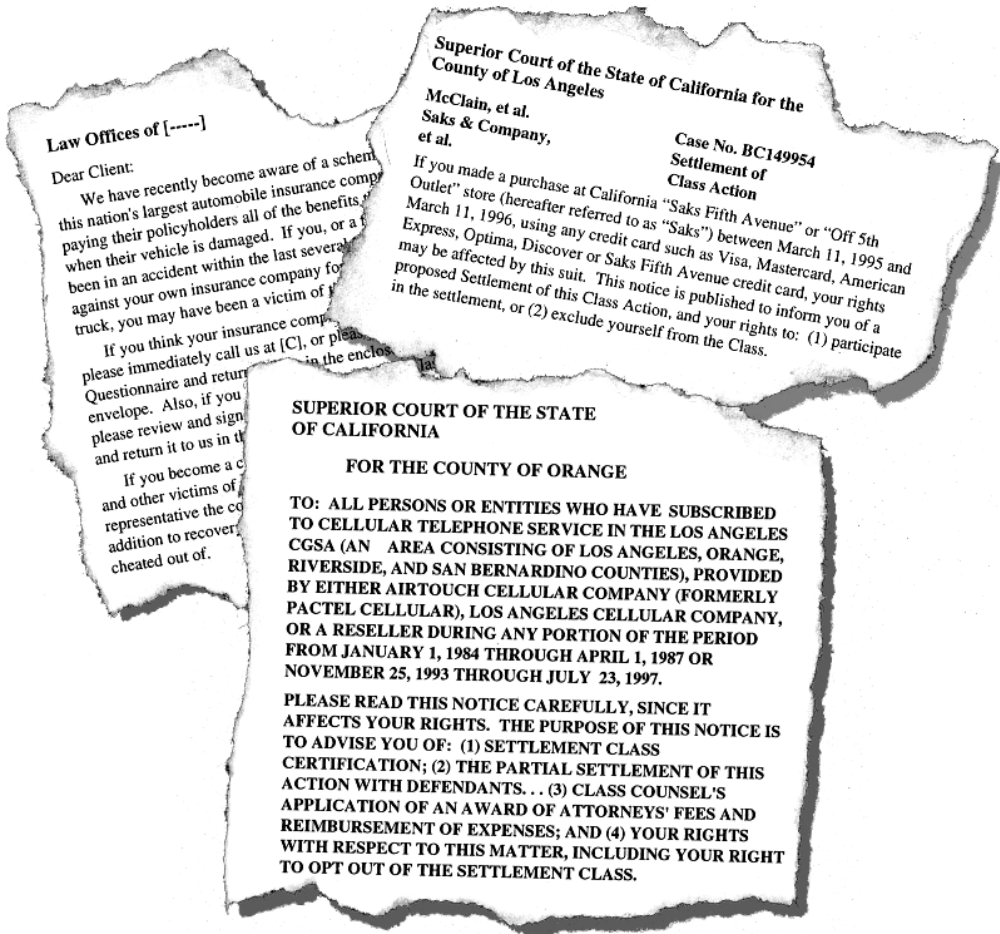 Law Offices of [-----]
Dear Client:
We have recently become aware of a schem
this nation's largest automobile insurance comp
paying their policyholders all of the benefits
when their vehicle is damaged. If you, or a f
been in an accident within the last several
against your own insurance company fo
truck, you may have been a victim of
If you think your insurance comp
please immediately call us at [C], or pleas
Questionnaire and return in the enclos
envelope. Also, if you
please review and sign
and return it to us in th
If you become a c
and other victims of
representative the co
addition to recover
cheated out of.
Superior Court of the State of California for the
County of Los Angeles
McClain, et al.
Saks & Company,
et al.
Case No. BC149954
Settlement of
Class Action
If you made a purchase at California “Saks Fifth Avenue” or “Off 5th
Outlet” store (hereafter referred to as “Saks”) between March 11, 1995 and
March 11, 1996, using any credit card such as Visa, Mastercard, American
Express, Optima, Discover or Saks Fifth Avenue credit card, your rights
may be affected by this suit. This notice is published to inform you of a
proposed Settlement of this Class Action, and your rights to: (1) participate
in the settlement, or (2) exclude yourself from the Class.
SUPERIOR COURT OF THE STATE
OF CALIFORNIA
FOR THE COUNTY OF ORANGE
TO: ALL PERSONS OR ENTITIES WHO HAVE SUBSCRIBED
TO CELLULAR TELEPHONE SERVICE IN THE LOS ANGELES
CGSA (AN AREA CONSISTING OF LOS ANGELES, ORANGE,
RIVERSIDE, AND SAN BERNARDINO COUNTIES), PROVIDED
BY EITHER AIRTOUCH CELLULAR COMPANY (FORMERLY
PACTEL CELLULAR), LOS ANGELES CELLULAR COMPANY,
OR A RESELLER DURING ANY PORTION OF THE PERIOD
FROM JANUARY 1, 1984 THROUGH APRIL 1, 1987 OR
NOVEMBER 25, 1993 THROUGH JULY 23, 1997.
PLEASE READ THIS NOTICE CAREFULLY, SINCE IT
AFFECTS YOUR RIGHTS. THE PURPOSE OF THIS NOTICE IS
TO ADVISE YOU OF: (1) SETTLEMENT CLASS
CERTIFICATION; (2) THE PARTIAL SETTLEMENT OF THIS
ACTION WITH DEFENDANTS. . . (3) CLASS COUNSEL'S
APPLICATION OF AN AWARD OF ATTORNEYS' FEES AND
REIMBURSEMENT OF EXPENSES; AND (4) YOUR RIGHTS
WITH RESPECT TO THIS MATTER, INCLUDING YOUR RIGHT
TO OPT OUT OF THE SETTLEMENT CLASS.